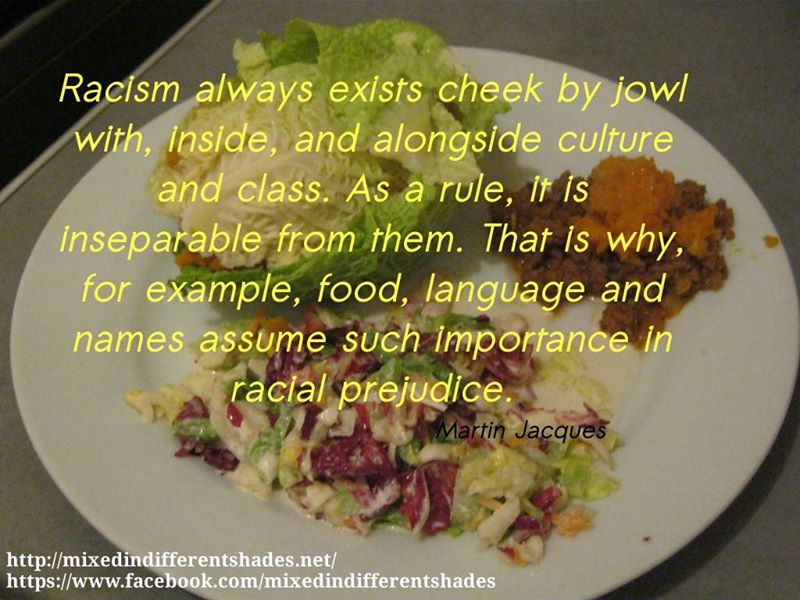 Racism always exists cheek by jowl
with, inside, and alongside culture
and class. As a rule, it is
inseparable from them. That is why,
for example, food, language and
names assume such importance in
racial prejudice.
Martin Jacques
http://mixedindifferentshades.net/
https://www.facebook.com/mixedindifferentshades